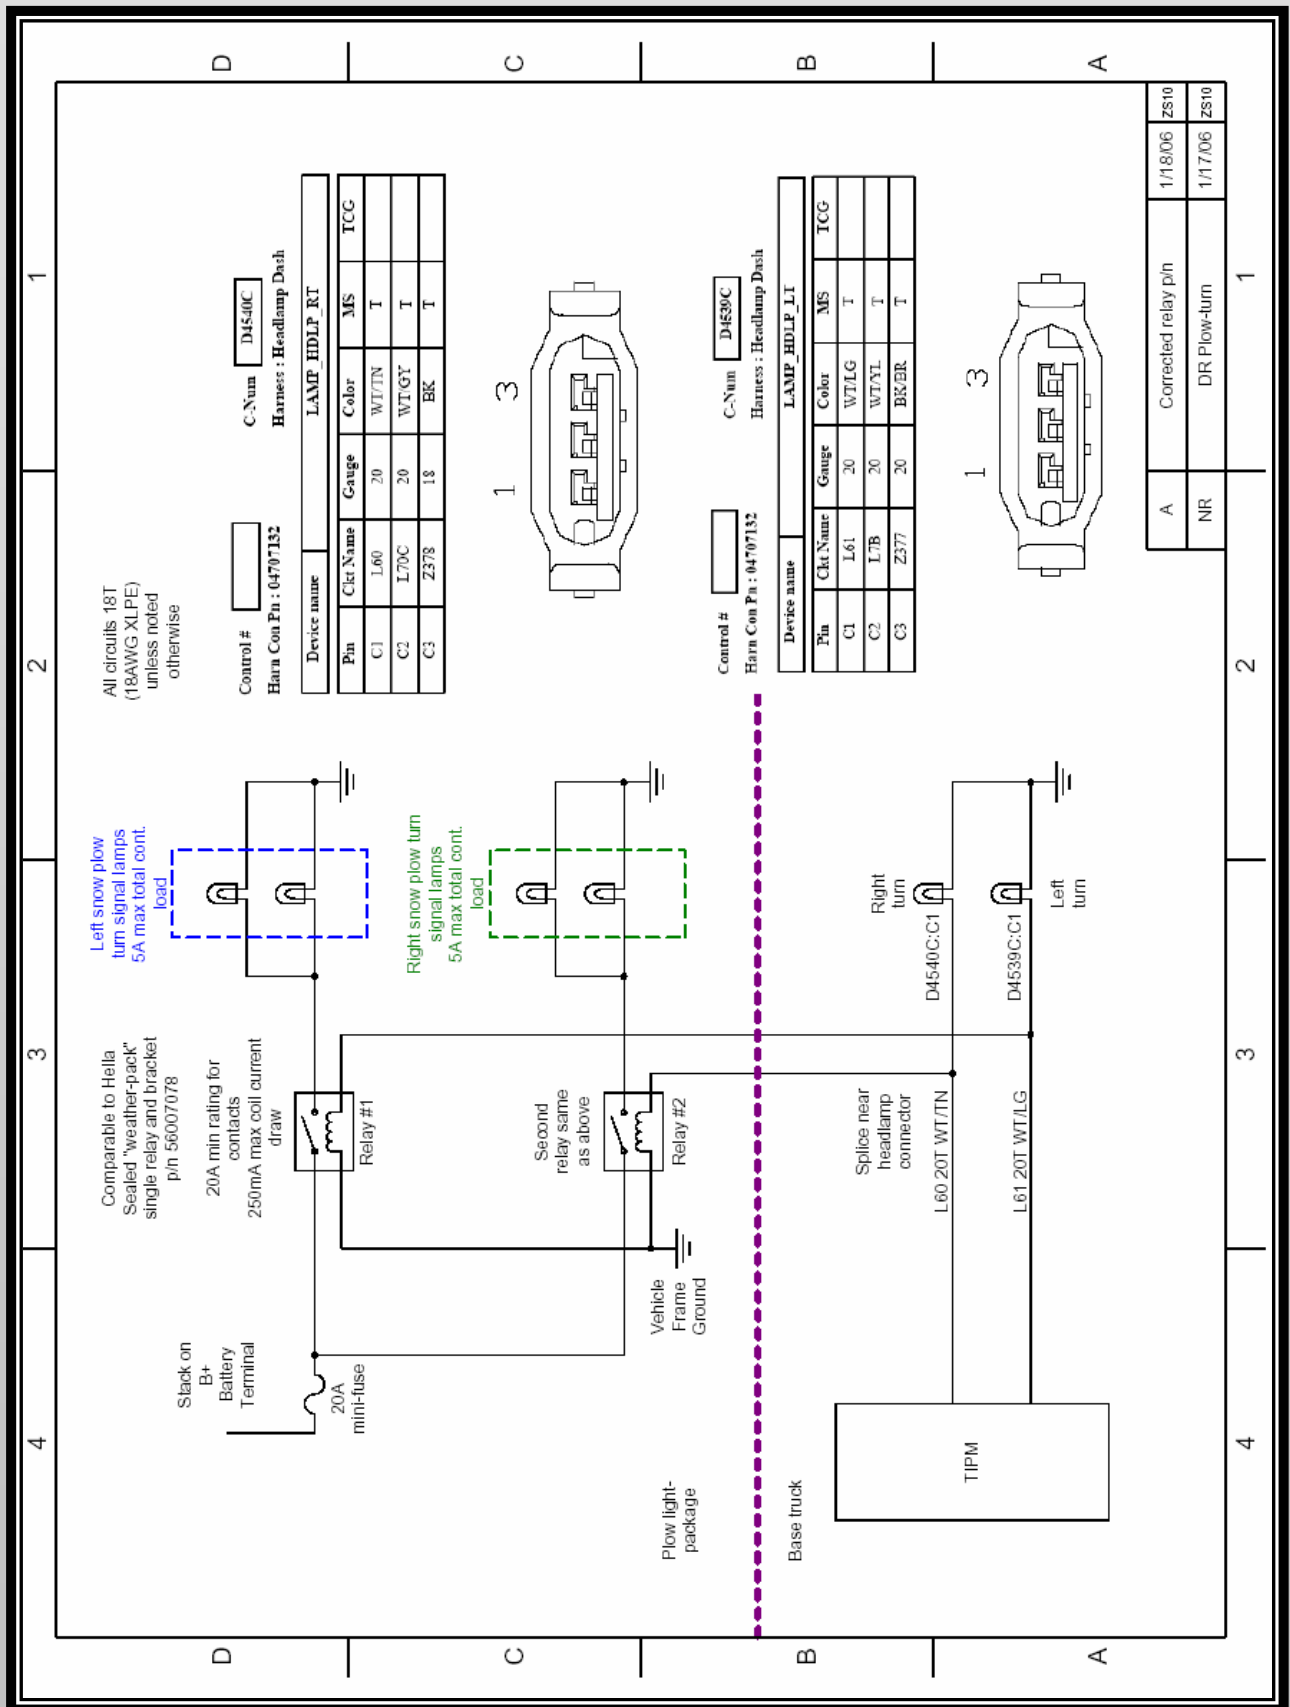 4
3
2
1
D
C
B
A
Stack on
B+
Battery
Terminal
20A
mini-fuse
Comparable to Hella
Sealed "weather-pack"
single relay and bracket
p/n 56007078
20A min rating for
contacts
250mA max coil current
draw
Relay #1
Left snow plow
turn signal lamps
5A max total cont.
load
All circuits 18T
(18AWG XLPE)
unless noted
otherwise
Control #
C-Num D4540C
Harn Con Pn : 04707132
Harness : Headlamp Dash
Device name LAMP_HDLP_RT
Pin Ckt Name Gauge Color MS TCG
C1 L60 20 WT/TN T
C2 L70C 20 WT/GY T
C3 Z378 18 BK T
1 3
Second
relay same
as above
Relay #2
Right snow plow turn
signal lamps
5A max total cont.
load
Vehicle
Frame
Ground
Plow light-
package
Base truck
Control #
C-Num D4539C
Harn Con Pn : 04707132
Harness : Headlamp Dash
Device name LAMP_HDLP_LT
Pin Ckt Name Gauge Color MS TCG
C1 L61 20 WT/LG T
C2 L7B 20 WT/YL T
C3 Z377 20 BK/BR T
1 3
TIPM
Splice near
headlamp
connector
L60 20T WT/TN
L61 20T WT/LG
Right
turn
D4540C:C1
D4539C:C1
Left
turn
A Corrected relay p/n 1/18/06 ZS10
NR DR Plow-turn 1/17/06 ZS10
D
C
B
A
4
3
2
1